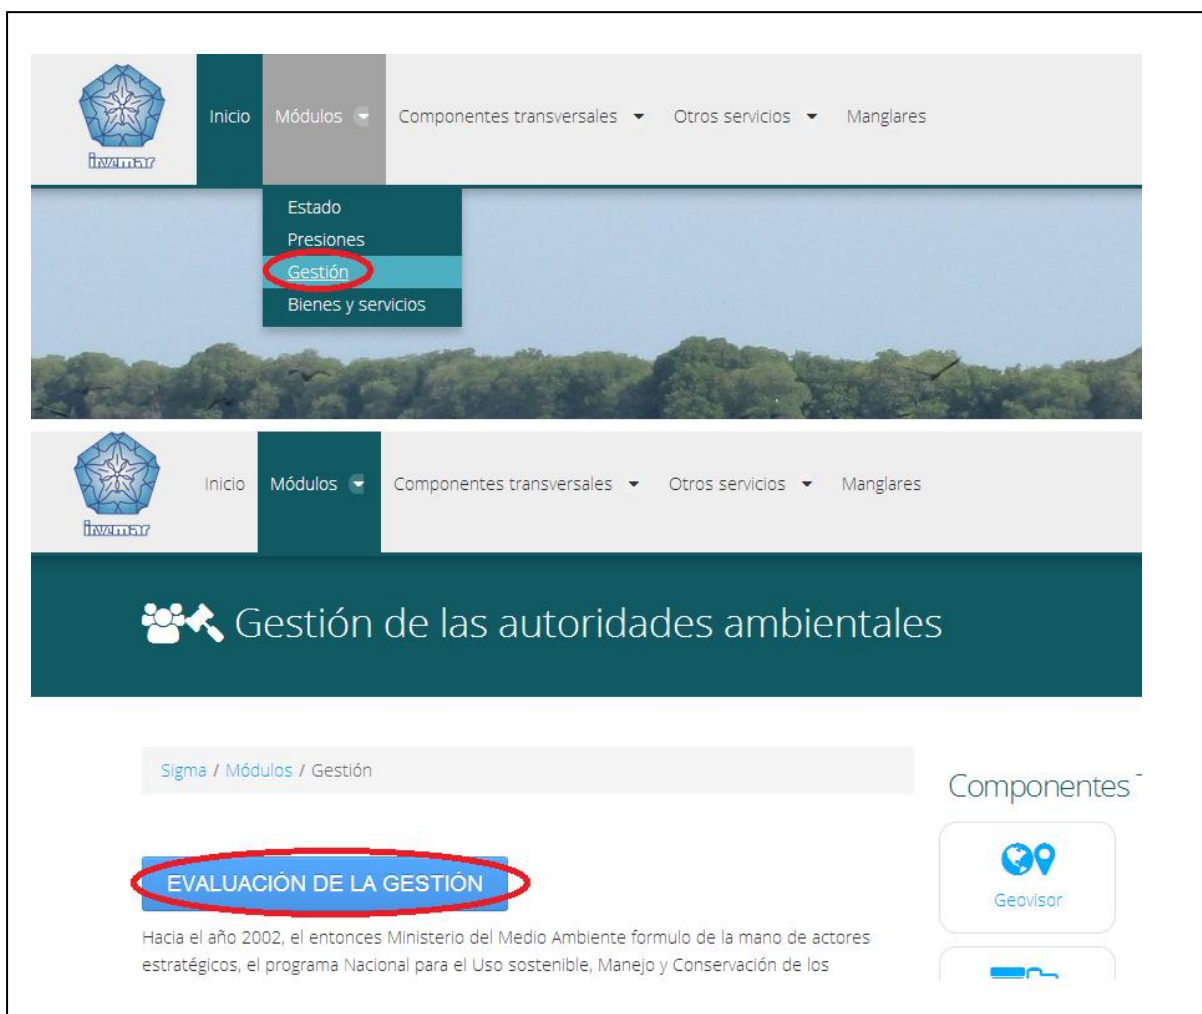 Inicio Módulos Componentes transversales Otros servicios Manglares
invemar
Estado
Presiones
Gestión
Bienes y servicios
Inicio Módulos Componentes transversales Otros servicios Manglares
invemar
Gestión de las autoridades ambientales
Sigma / Módulos / Gestión
Componentes
EVALUACIÓN DE LA GESTIÓN
Geovisor
Hacia el año 2002, el entonces Ministerio del Medio Ambiente formulo de la mano de actores
estratégicos, el programa Nacional para el Uso sostenible, Manejo y Conservación de los